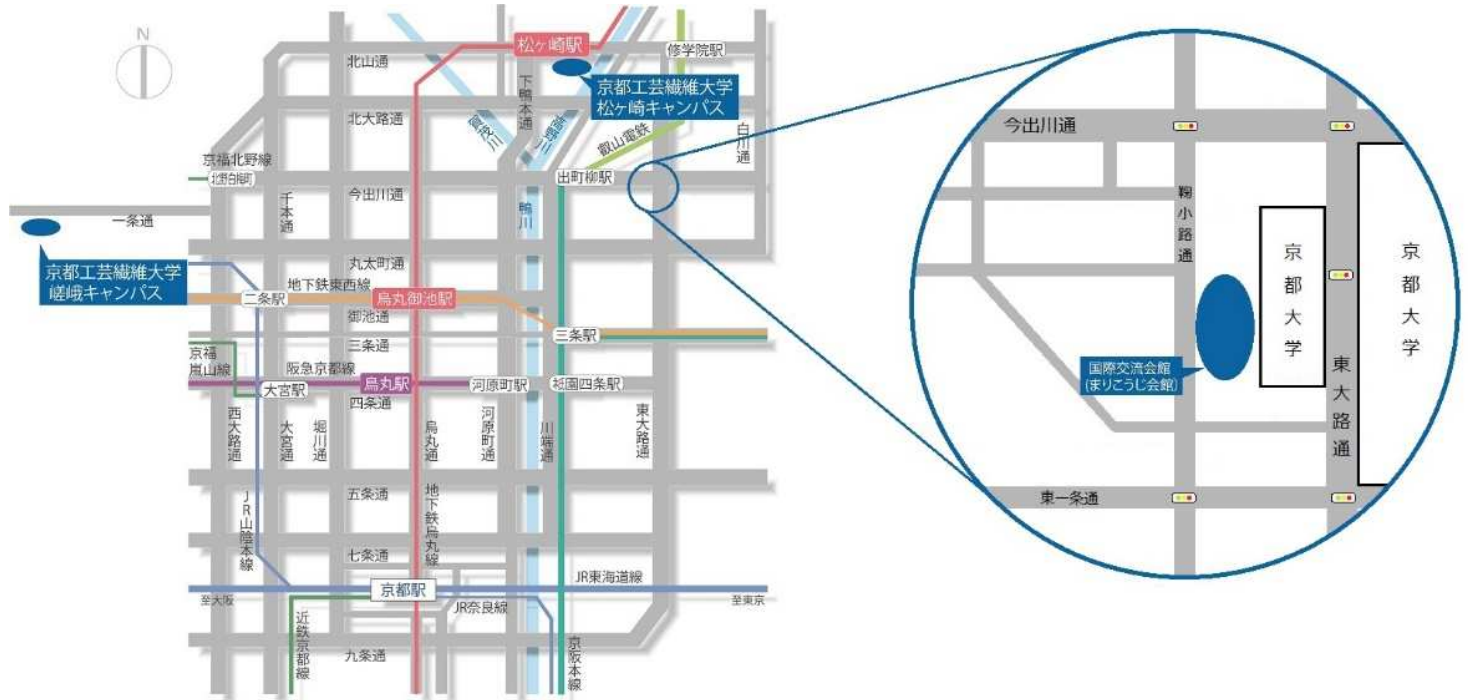 N
松ヶ崎駅
修学院駅
北山通
京都工芸繊維大学
松ヶ崎キャンパス
下鴨本通
北大路通
賀茂川
高野川
叡山電鉄
白川通
京福北野線
北野白梅町
出町柳駅
千本通
今出川通
鴨川
一条通
丸太町通
京都工芸繊維大学
嵯峨キャンパス
地下鉄東西線
二条駅
烏丸御池駅
御池通
三条駅
三条通
京福
嵐山線
阪急京都線
烏丸駅
河原町駅
祇園四条駅
大宮駅
四条通
西大路通
大宮通
堀川通
烏丸通
河原町通
川端通
東大路通
五条通
JR山陰本線
地下鉄烏丸線
七条通
JR東海道線
京都駅
至大阪
至東京
JR奈良線
近鉄京都線
九条通
京阪本線
今出川通
鞠小路通
京都大学
京都大学
国際交流会館
(まりこうじ会館)
東大路通
東一条通